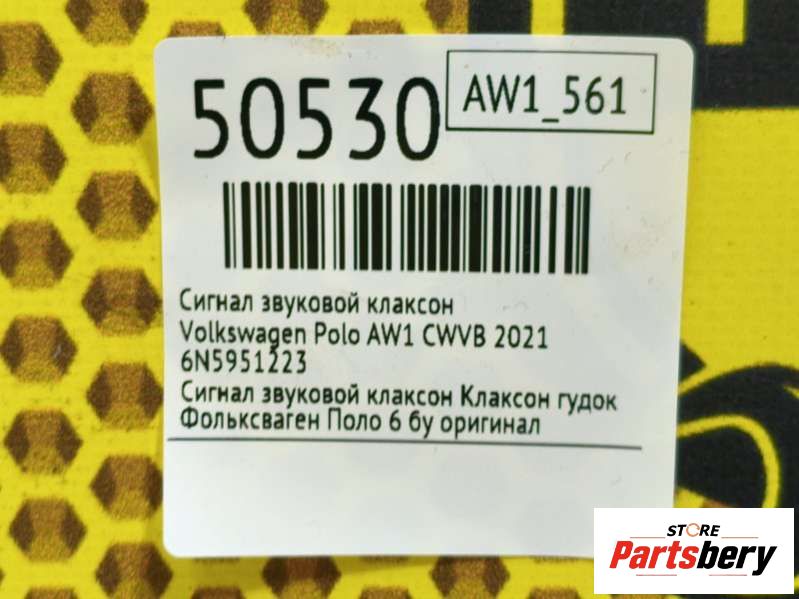 50530
AW1_561
Сигнал звуковой клаксон
Volkswagen Polo AW1 CWVB 2021
6N5951223
Сигнал звуковой клаксон Клаксон гудок
Фольксваген Поло 6 бу оригинал
STORE
Partsbery